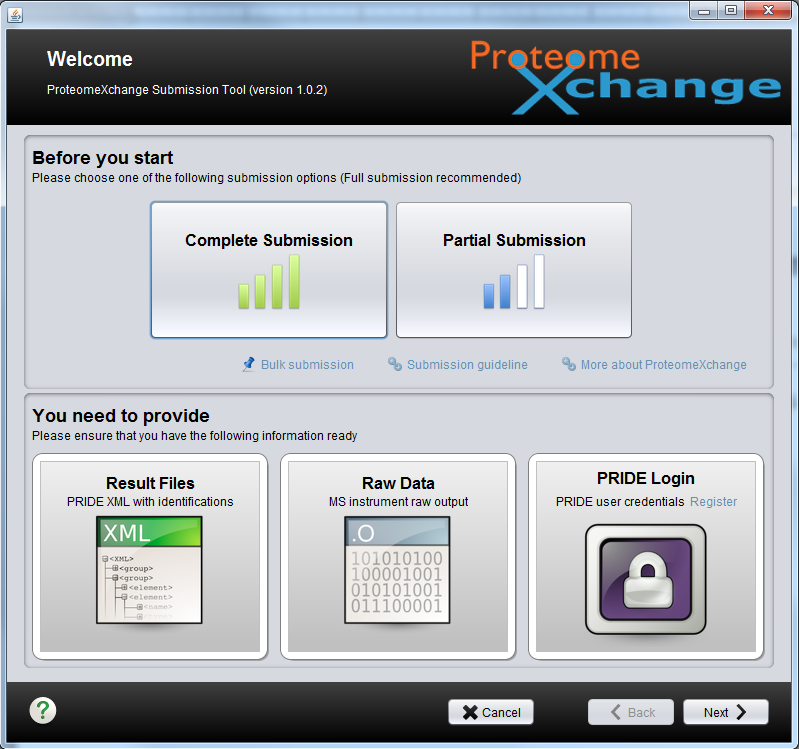 Welcome
ProteomeXchange Submission Tool (version 1.0.2)
Proteome
Xchange
Before you start
Please choose one of the following submission options (Full submission recommended)
Complete Submission
Partial Submission
Bulk submission
Submission guideline
More about ProteomeXchange
You need to provide
Please ensure that you have the following information ready
Result Files
PRIDE XML with identifications
XML
<XML>
<group>
<group>
<element>
<element>
<name>
Raw Data
MS instrument raw output
.O
101010100
100001001
010101001
011100001
PRIDE Login
PRIDE user credentials Register
?
Cancel
Back
Next